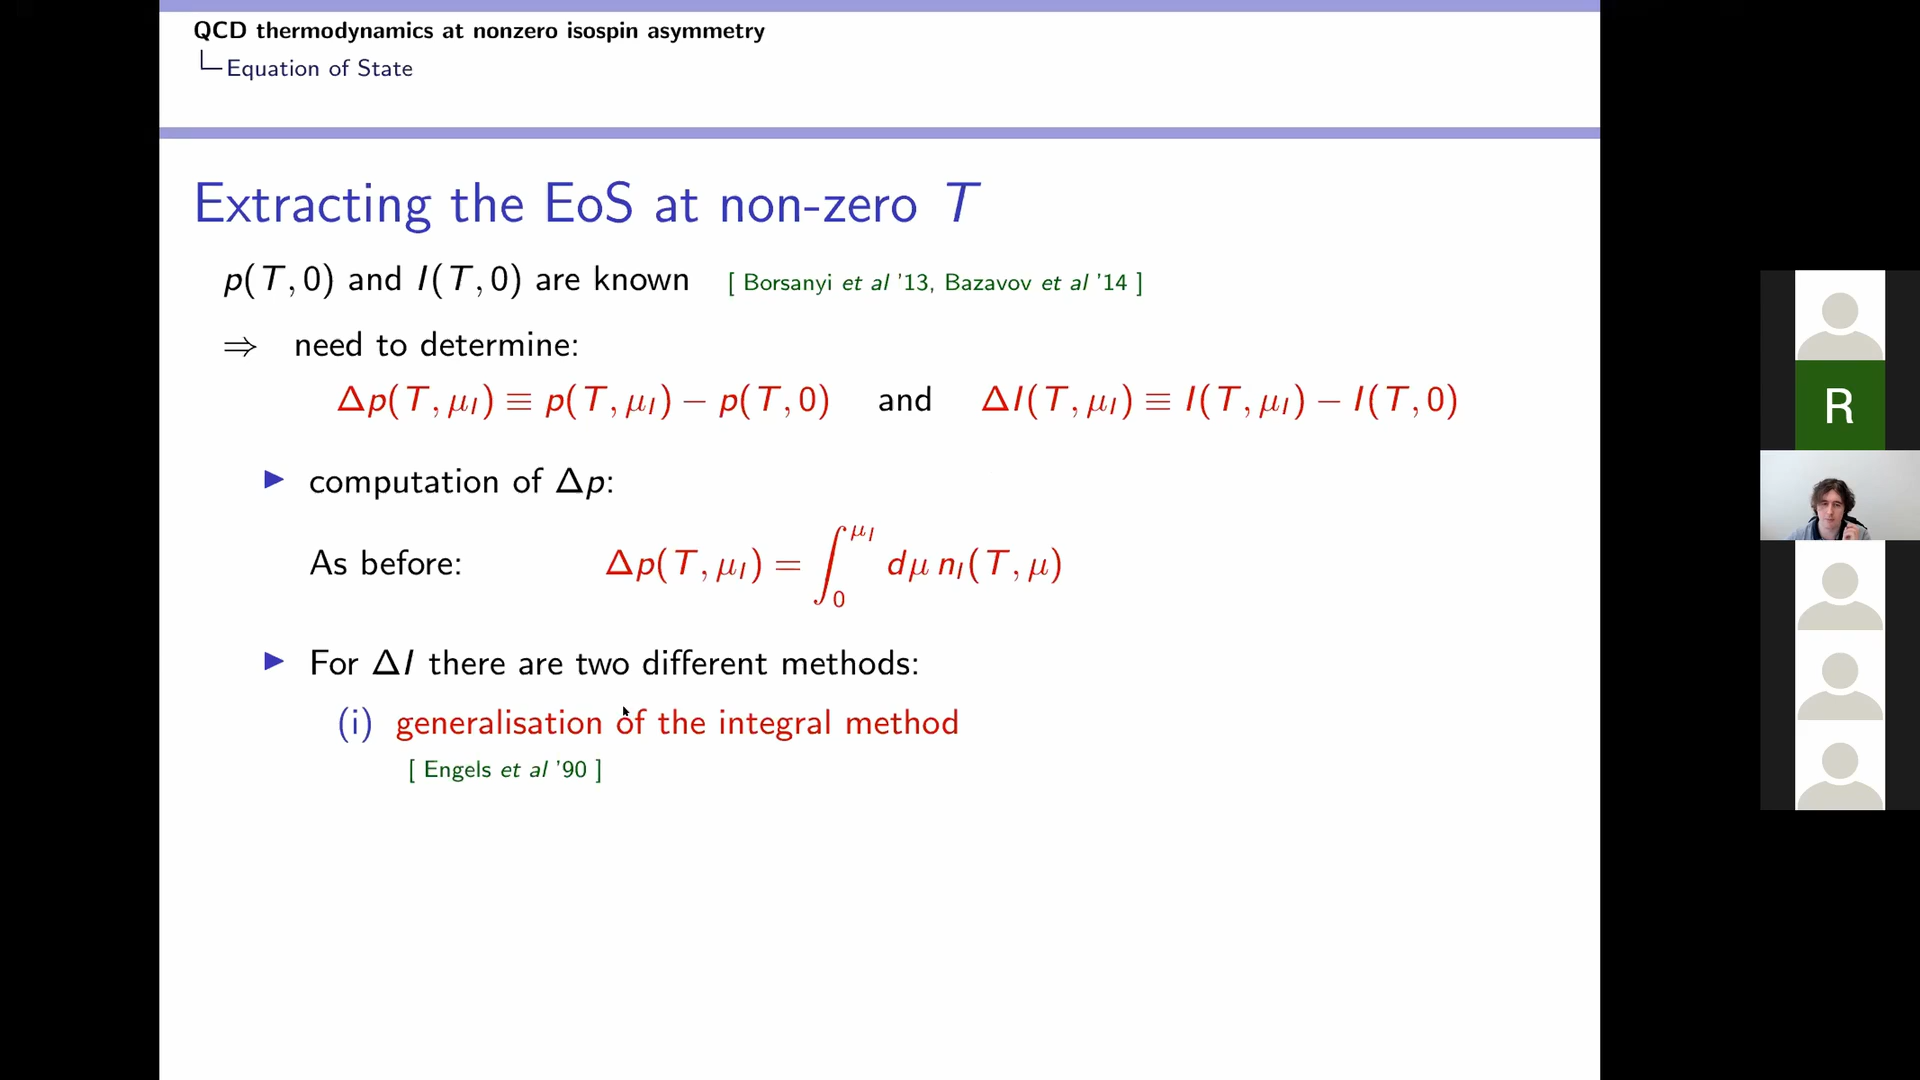 QCD thermodynamics at nonzero isospin asymmetry
Equation of State
Extracting the EoS at non-zero T
p(T, 0) and I(T, 0) are known [ Borsanyi et al '13, Bazavov et al '14 ]
⇒ need to determine:
Δp(T, μ_I) ≡ p(T, μ_I) − p(T, 0) and ΔI(T, μ_I) ≡ I(T, μ_I) − I(T, 0)
▶ computation of Δp:
As before: Δp(T, μ_I) = ∫_0^{μ_I} dμ n_I(T, μ)
▶ For ΔI there are two different methods:
(i) generalisation of the integral method
[ Engels et al '90 ]
R